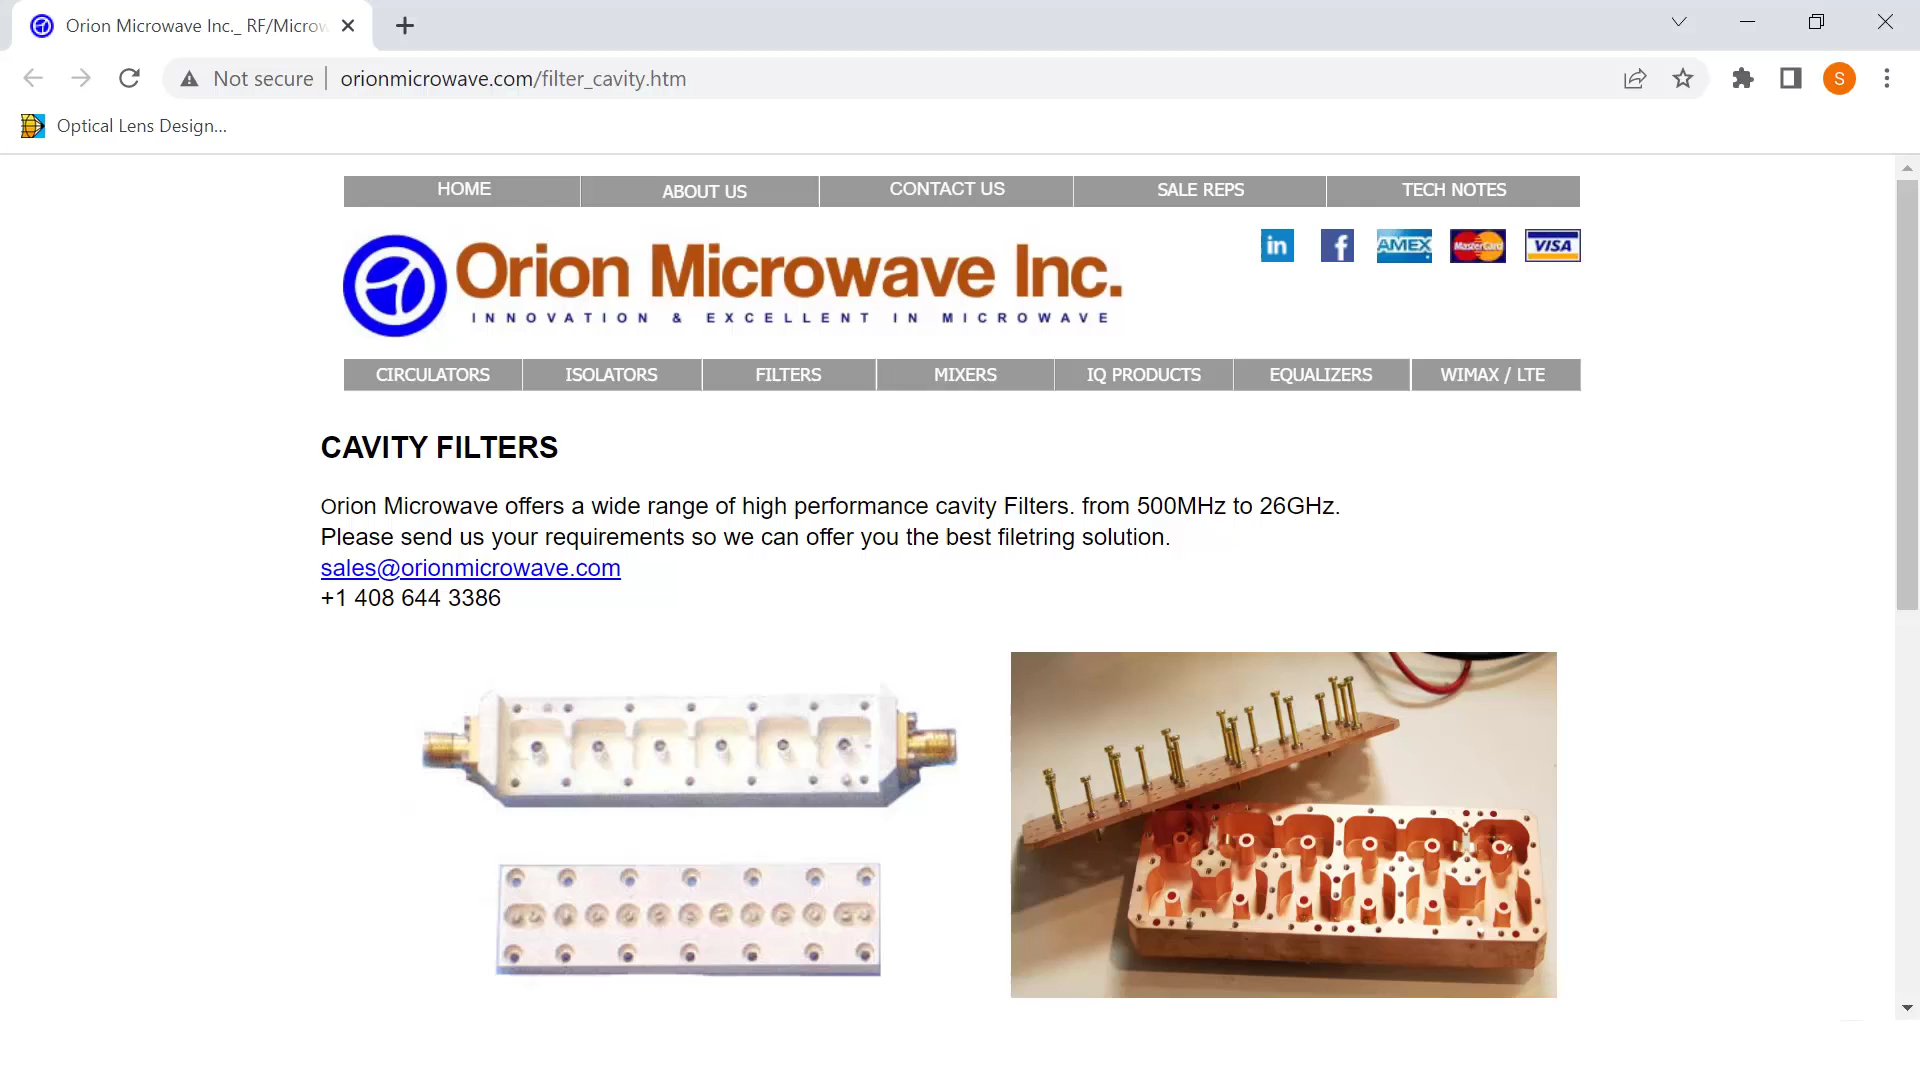 Orion Microwave Inc._ RF/Microw
Not secure
orionmicrowave.com/filter_cavity.htm
S
Optical Lens Design...
HOME
ABOUT US
CONTACT US
SALE REPS
TECH NOTES
in
f
AMEX
MasterCard
VISA
Orion Microwave Inc.
INNOVATION & EXCELLENT IN MICROWAVE
CIRCULATORS
ISOLATORS
FILTERS
MIXERS
IQ PRODUCTS
EQUALIZERS
WIMAX / LTE
CAVITY FILTERS
Orion Microwave offers a wide range of high performance cavity Filters. from 500MHz to 26GHz.
Please send us your requirements so we can offer you the best filetring solution.
sales@orionmicrowave.com
+1 408 644 3386